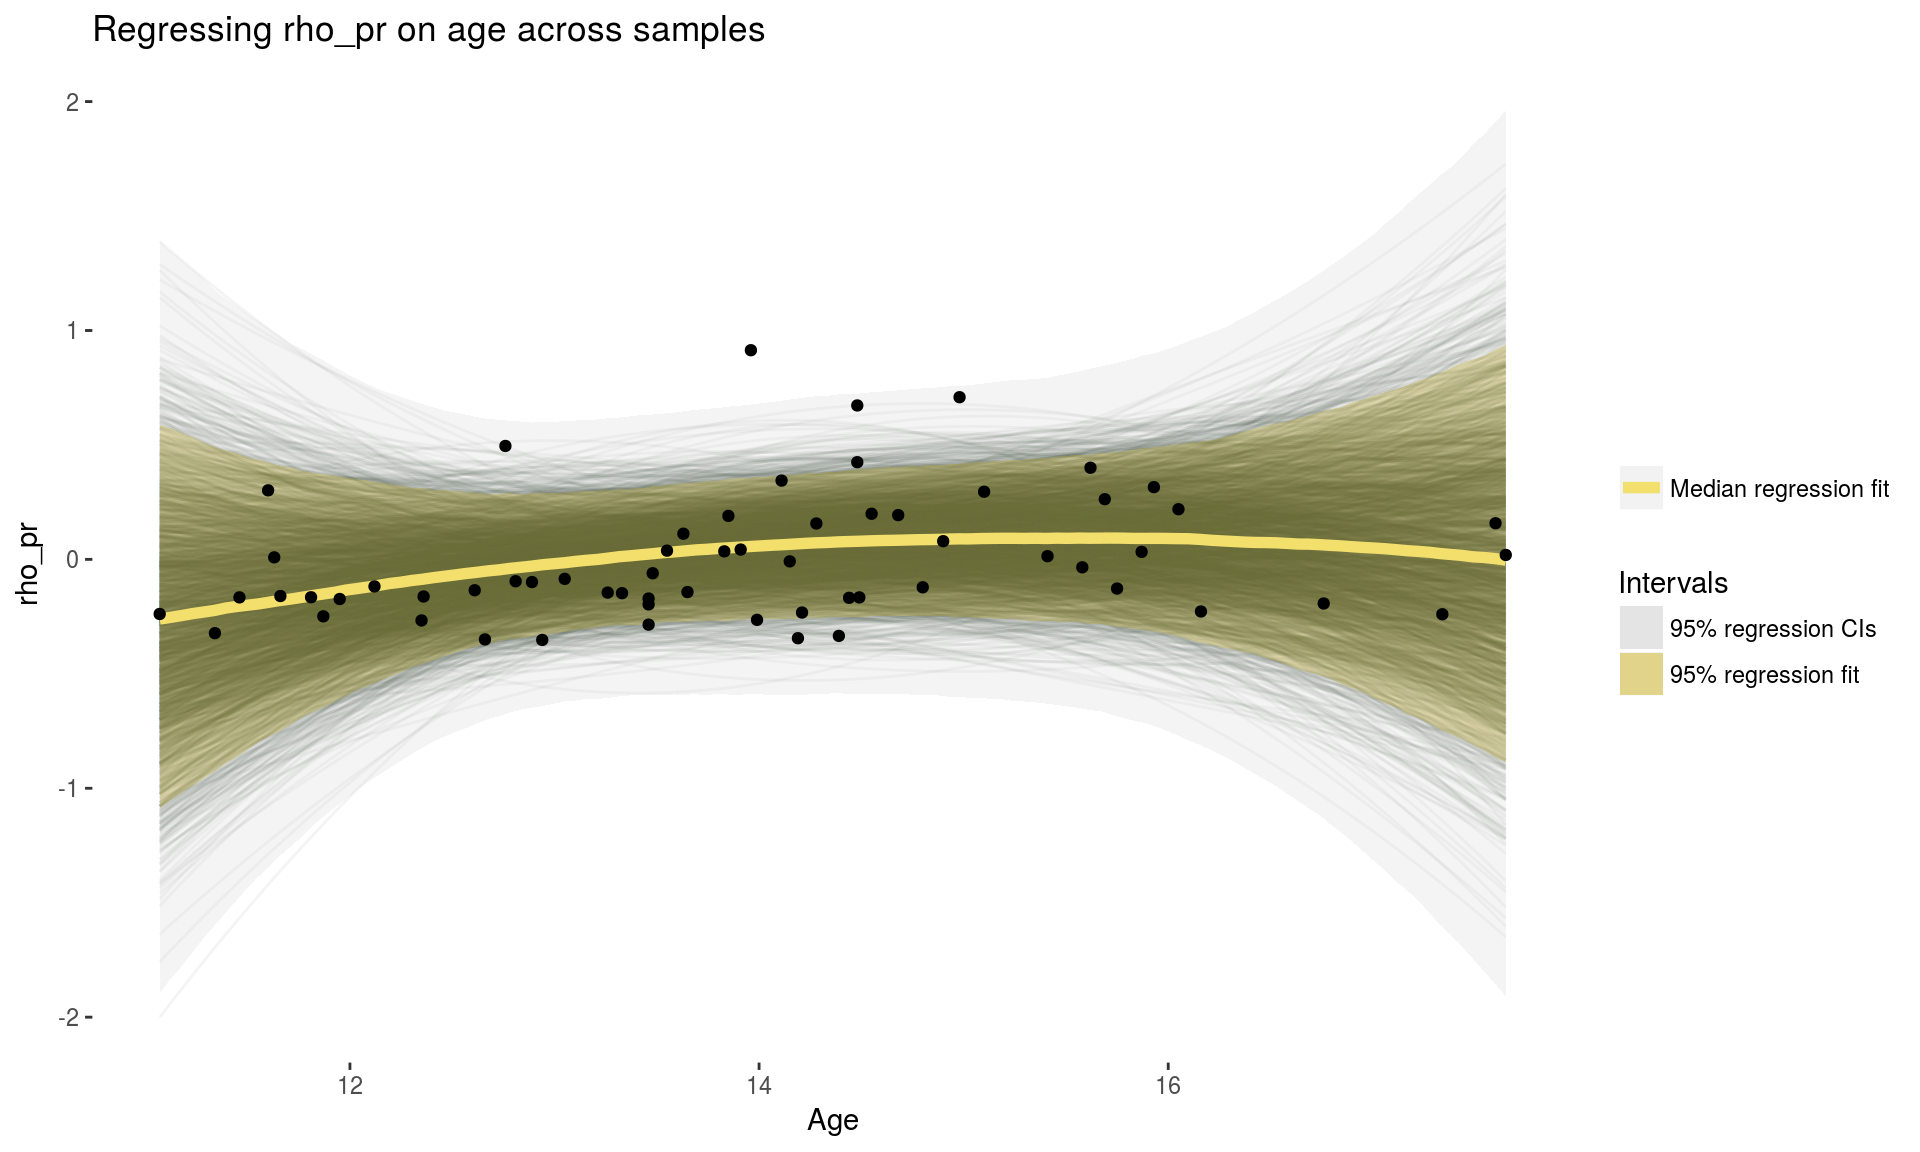 Regressing rho_pr on age across samples
2
1
0
-1
-2
rho_pr
12
14
16
Age
Median regression fit
Intervals
95% regression CIs
95% regression fit